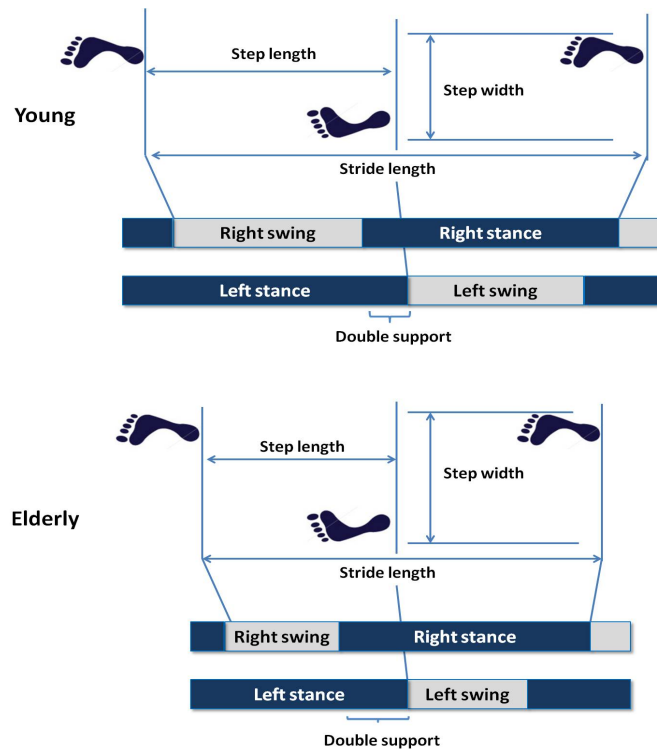 Step length
Step width
Young
Stride length
Right swing
Right stance
Left stance
Left swing
Double support
Step length
Step width
Elderly
Stride length
Right swing
Right stance
Left stance
Left swing
Double support